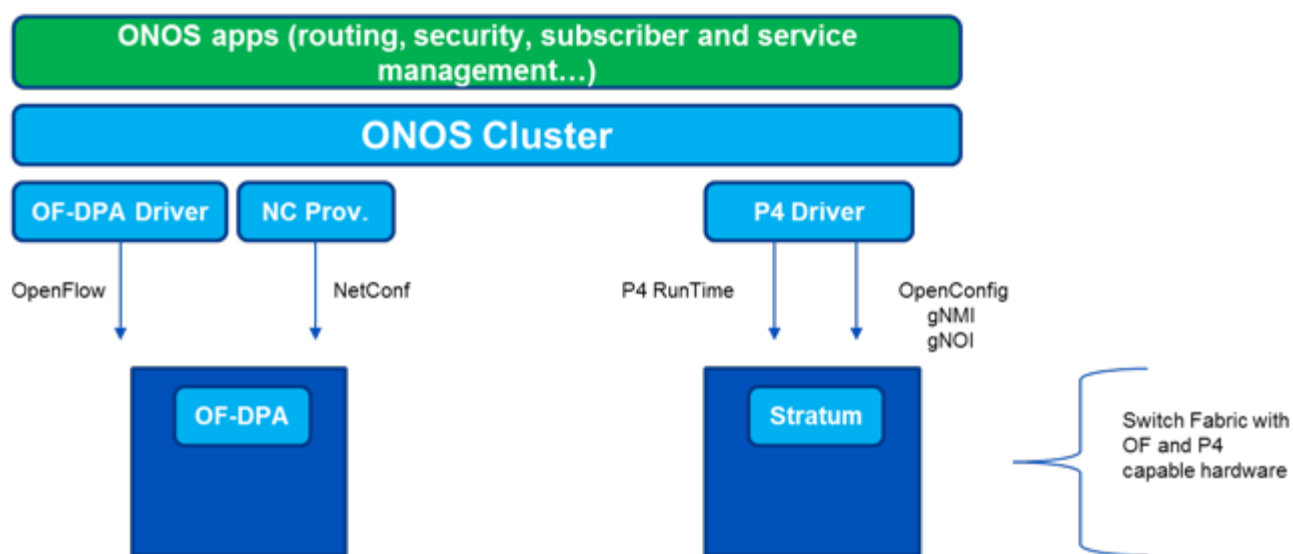 ONOS apps (routing, security, subscriber and service
management...)
ONOS Cluster
OF-DPA Driver
NC Prov.
P4 Driver
OpenFlow
NetConf
P4 RunTime
OpenConfig
gNMI
gNOI
OF-DPA
Stratum
Switch Fabric with
OF and P4
capable hardware